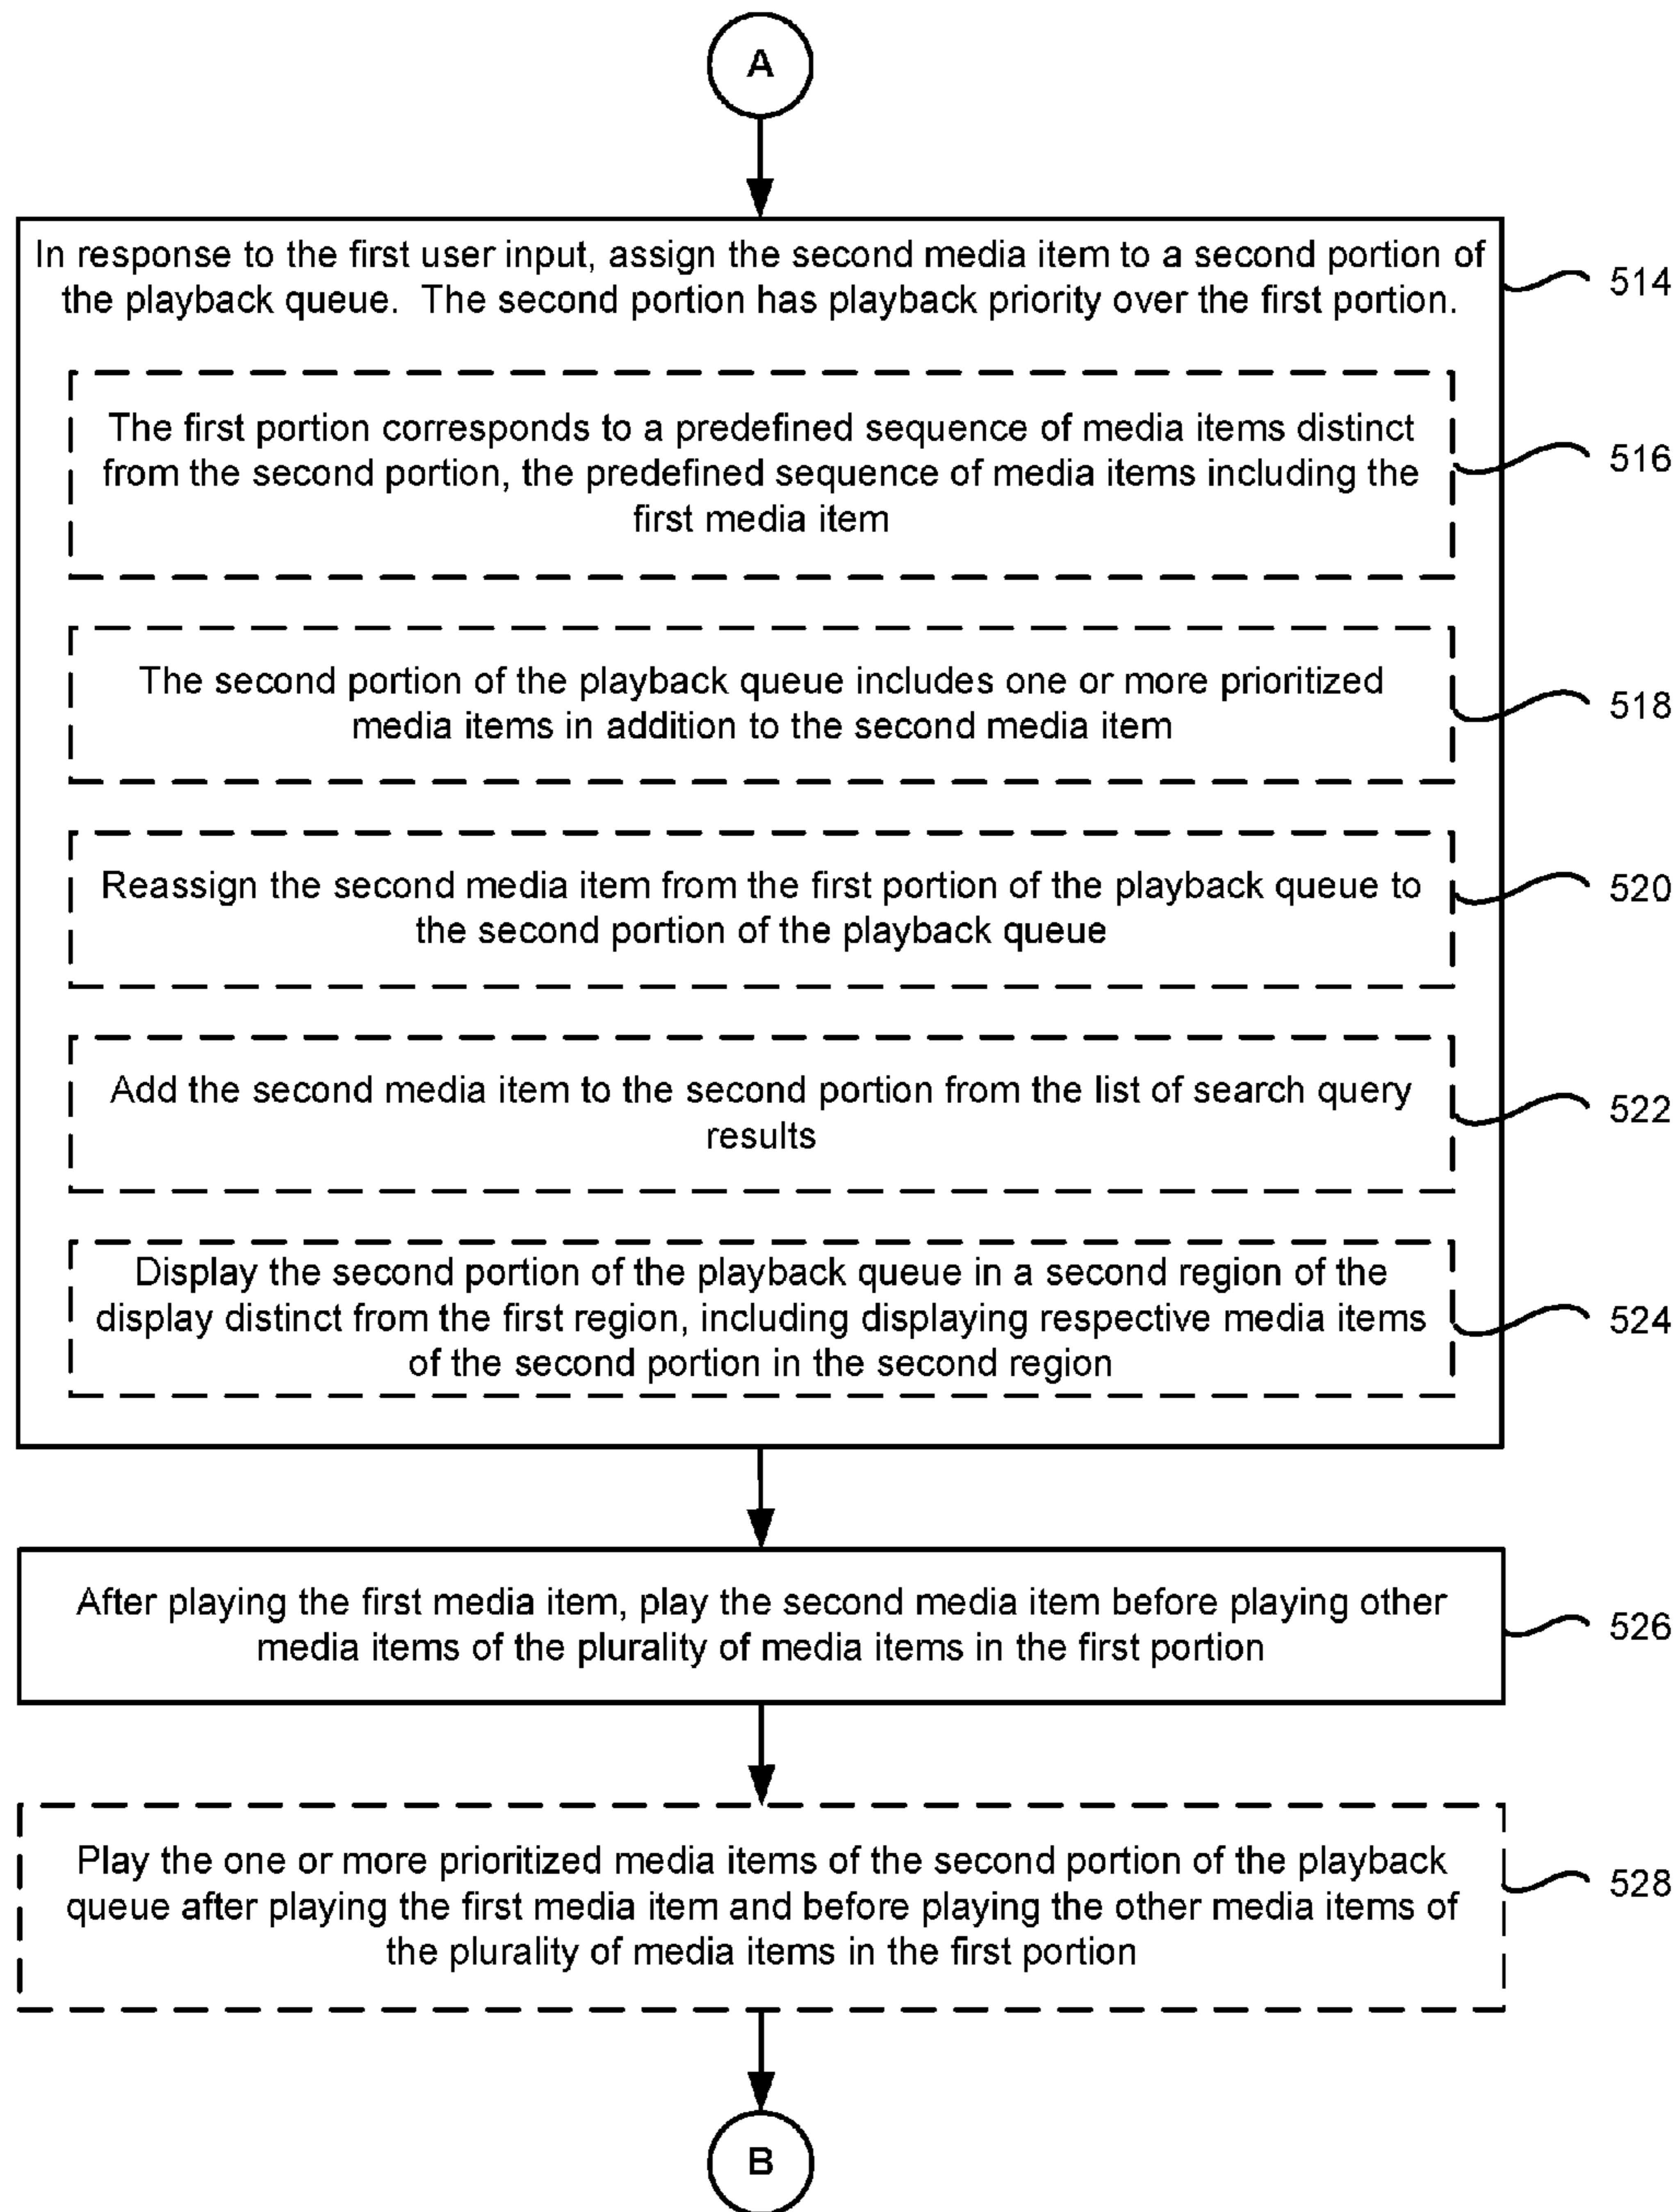 A
In response to the first user input, assign the second media item to a second portion of
the playback queue.  The second portion has playback priority over the first portion.
514
The first portion corresponds to a predefined sequence of media items distinct
from the second portion, the predefined sequence of media items including the
first media item
516
The second portion of the playback queue includes one or more prioritized
media items in addition to the second media item
518
Reassign the second media item from the first portion of the playback queue to
the second portion of the playback queue
520
Add the second media item to the second portion from the list of search query
results
522
Display the second portion of the playback queue in a second region of the
display distinct from the first region, including displaying respective media items
of the second portion in the second region
524
After playing the first media item, play the second media item before playing other
media items of the plurality of media items in the first portion
526
Play the one or more prioritized media items of the second portion of the playback
queue after playing the first media item and before playing the other media items of
the plurality of media items in the first portion
528
B